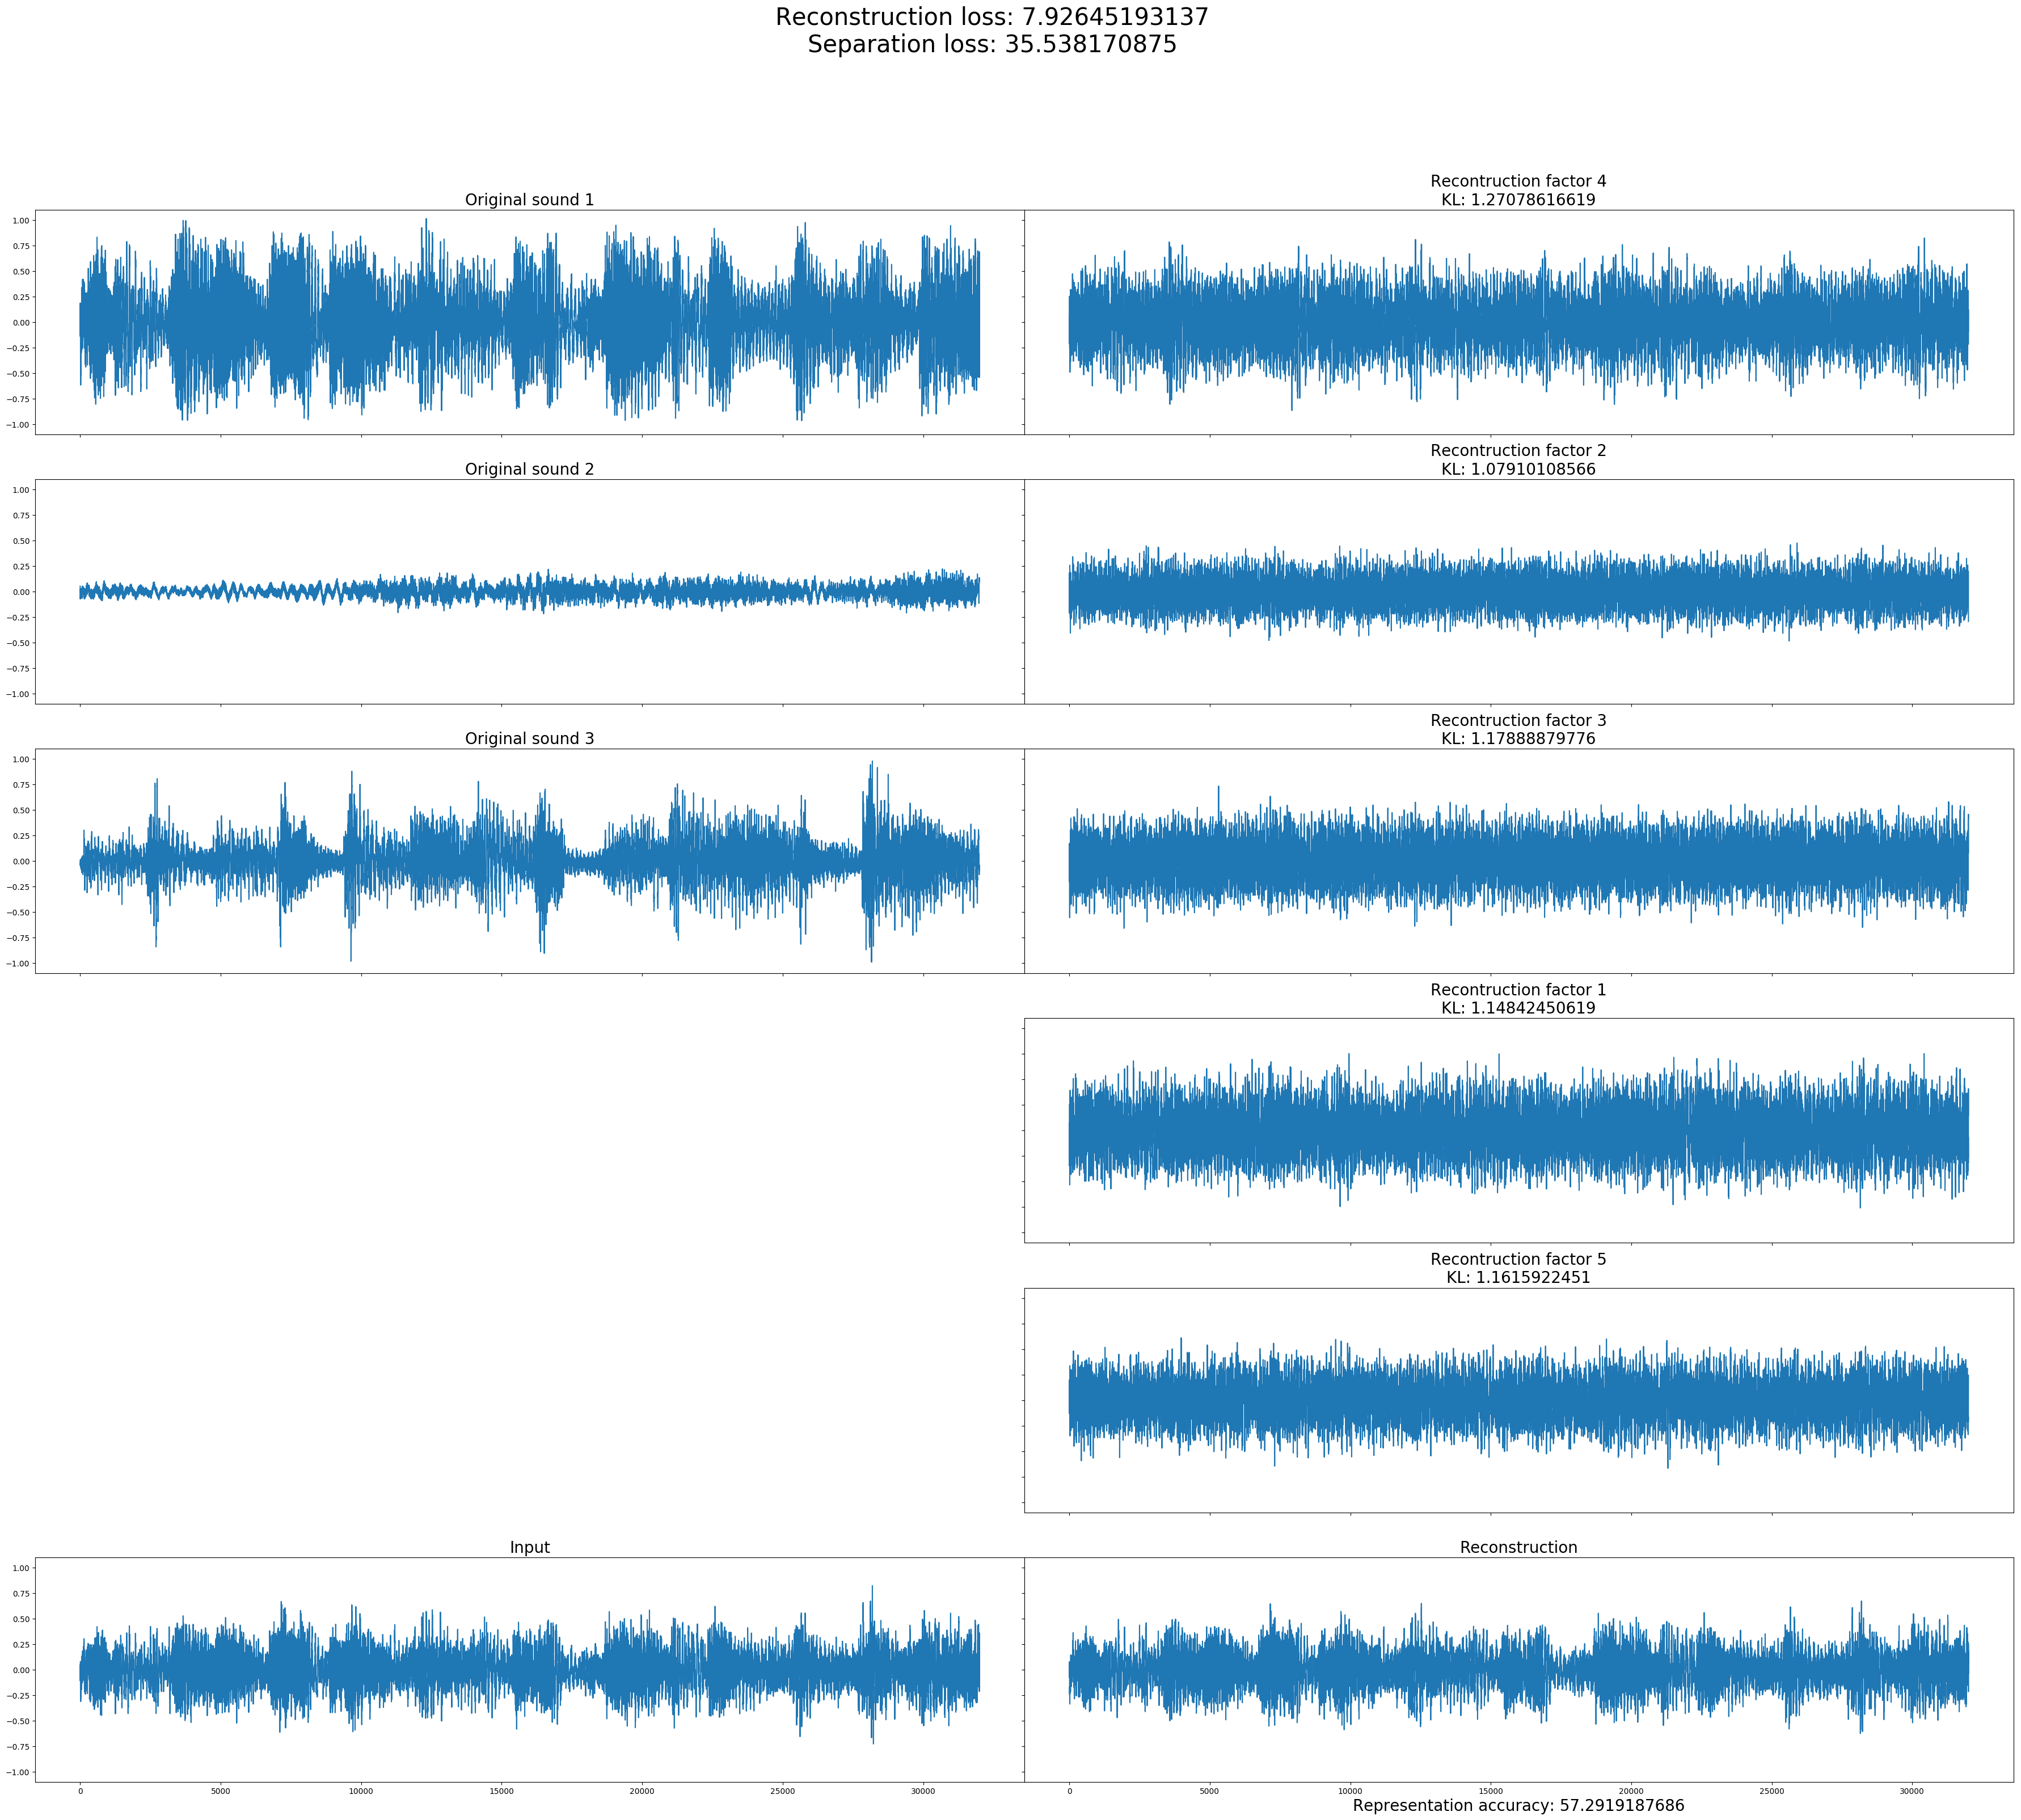 Reconstruction loss: 7.92645193137
Separation loss: 35.538170875
Original sound 1
1.00
0.75
0.50
0.25
0.00
−0.25
−0.50
−0.75
−1.00
Recontruction factor 4
KL: 1.27078616619
Original sound 2
1.00
0.75
0.50
0.25
0.00
−0.25
−0.50
−0.75
−1.00
Recontruction factor 2
KL: 1.07910108566
Original sound 3
1.00
0.75
0.50
0.25
0.00
−0.25
−0.50
−0.75
−1.00
Recontruction factor 3
KL: 1.17888879776
Recontruction factor 1
KL: 1.14842450619
Recontruction factor 5
KL: 1.1615922451
Input
1.00
0.75
0.50
0.25
0.00
−0.25
−0.50
−0.75
−1.00
0 5000 10000 15000 20000 25000 30000
Reconstruction
0 5000 10000 15000 20000 25000 30000
Representation accuracy: 57.2919187686